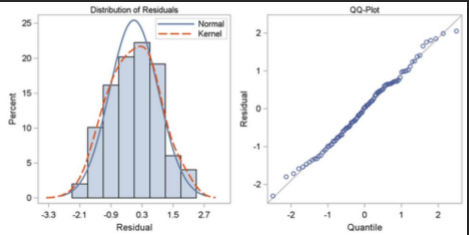 Distribution of Residuals
Normal
Kernel
25
20
15
10
5
0
Percent
-3.3 -2.1 -0.9 0.3 1.5 2.7
Residual
QQ-Plot
2
1
0
-1
-2
Residual
-2 -1 0 1 2
Quantile